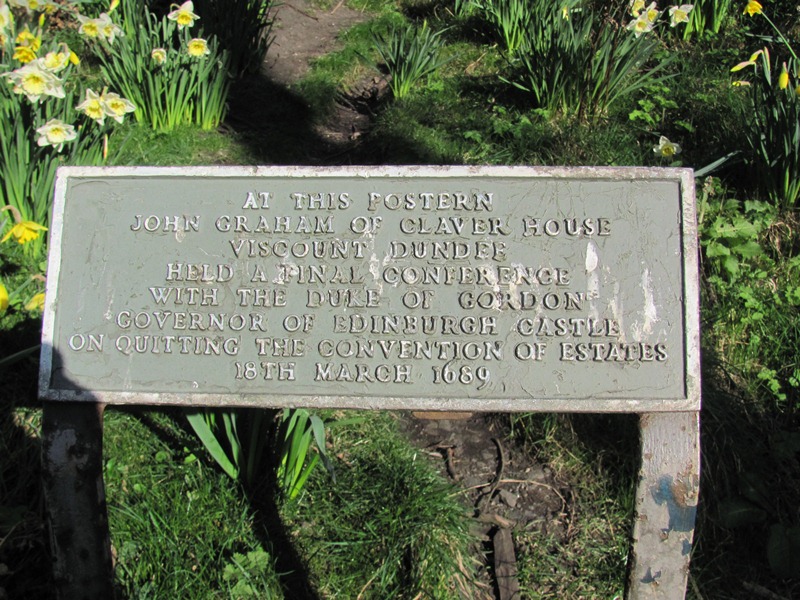 AT THIS POSTERN
JOHN GRAHAM OF CLAVER HOUSE
VISCOUNT DUNDEE
HELD A FINAL CONFERENCE
WITH THE DUKE OF GORDON
GOVERNOR OF EDINBURGH CASTLE
ON QUITTING THE CONVENTION OF ESTATES
18TH MARCH 1689